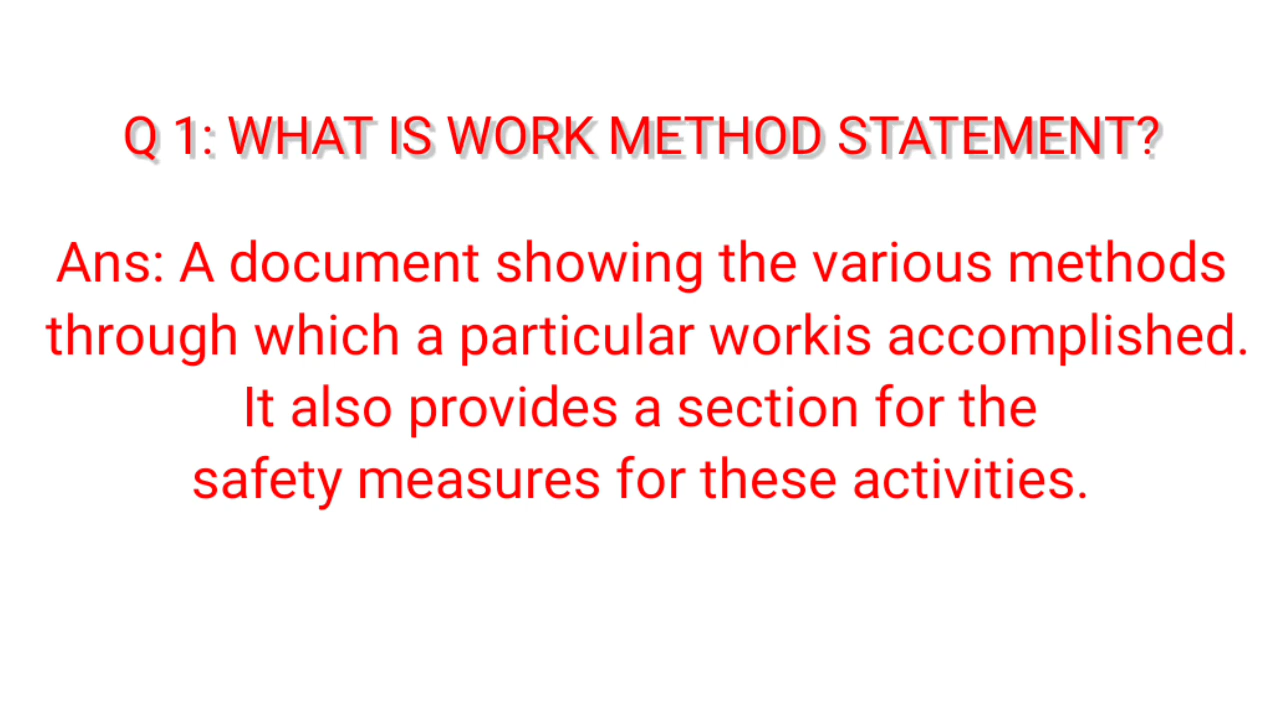 Q 1: WHAT IS WORK METHOD STATEMENT?
Ans: A document showing the various methods
through which a particular workis accomplished.
It also provides a section for the
safety measures for these activities.